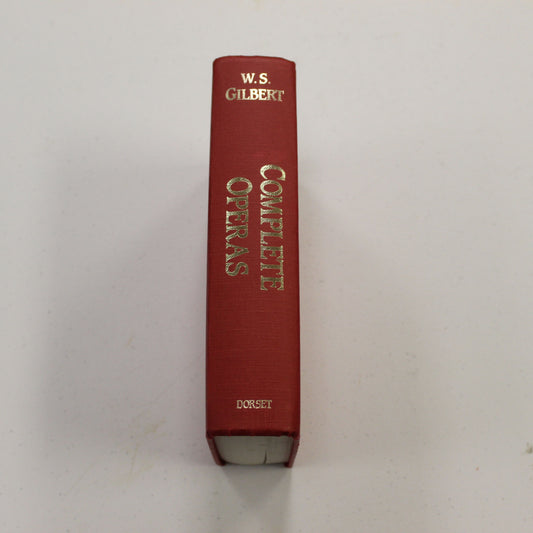 W. S.
GILBERT
COMPLETE
OPERAS
DORSET